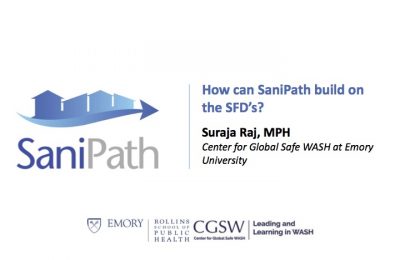 How can SaniPath build on
the SFD's?
Suraja Raj, MPH
Center for Global Safe WASH at Emory
University
SaniPath
EMORY
ROLLINS
SCHOOL OF
PUBLIC
HEALTH
CGSW
Center for Global Safe WASH
Leading and
Learning in WASH